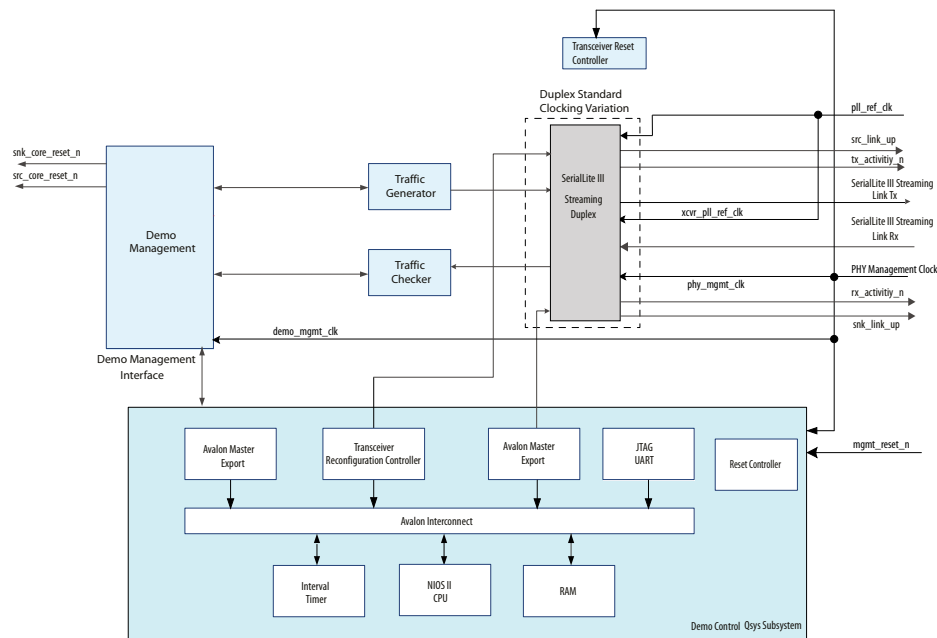 Transceiver Reset
Controller
Duplex Standard
Clocking Variation
pll_ref_clk
src_link_up
tx_activitiy_n
SerialLite III Streaming
Link Tx
SerialLite III Streaming
Link Rx
PHY Management Clock
rx_activitiy_n
snk_link_up
snk_core_reset_n
src_core_reset_n
Demo
Management
Traffic
Generator
Traffic
Checker
SerialLite III
Streaming
Duplex
xcvr_pll_ref_clk
phy_mgmt_clk
demo_mgmt_clk
Demo Management
Interface
mgmt_reset_n
Avalon Master
Export
Transceiver
Reconfiguration Controller
Avalon Master
Export
JTAG
UART
Reset Controller
Avalon Interconnect
Interval
Timer
NIOS II
CPU
RAM
Demo Control Qsys Subsystem